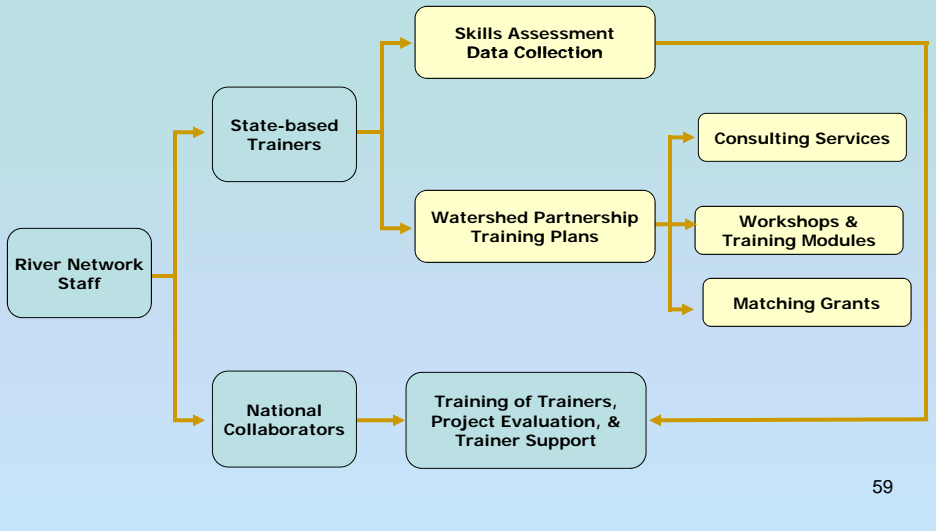 River Network
Staff
State-based
Trainers
National
Collaborators
Skills Assessment
Data Collection
Watershed Partnership
Training Plans
Training of Trainers,
Project Evaluation, &
Trainer Support
Consulting Services
Workshops &
Training Modules
Matching Grants
59